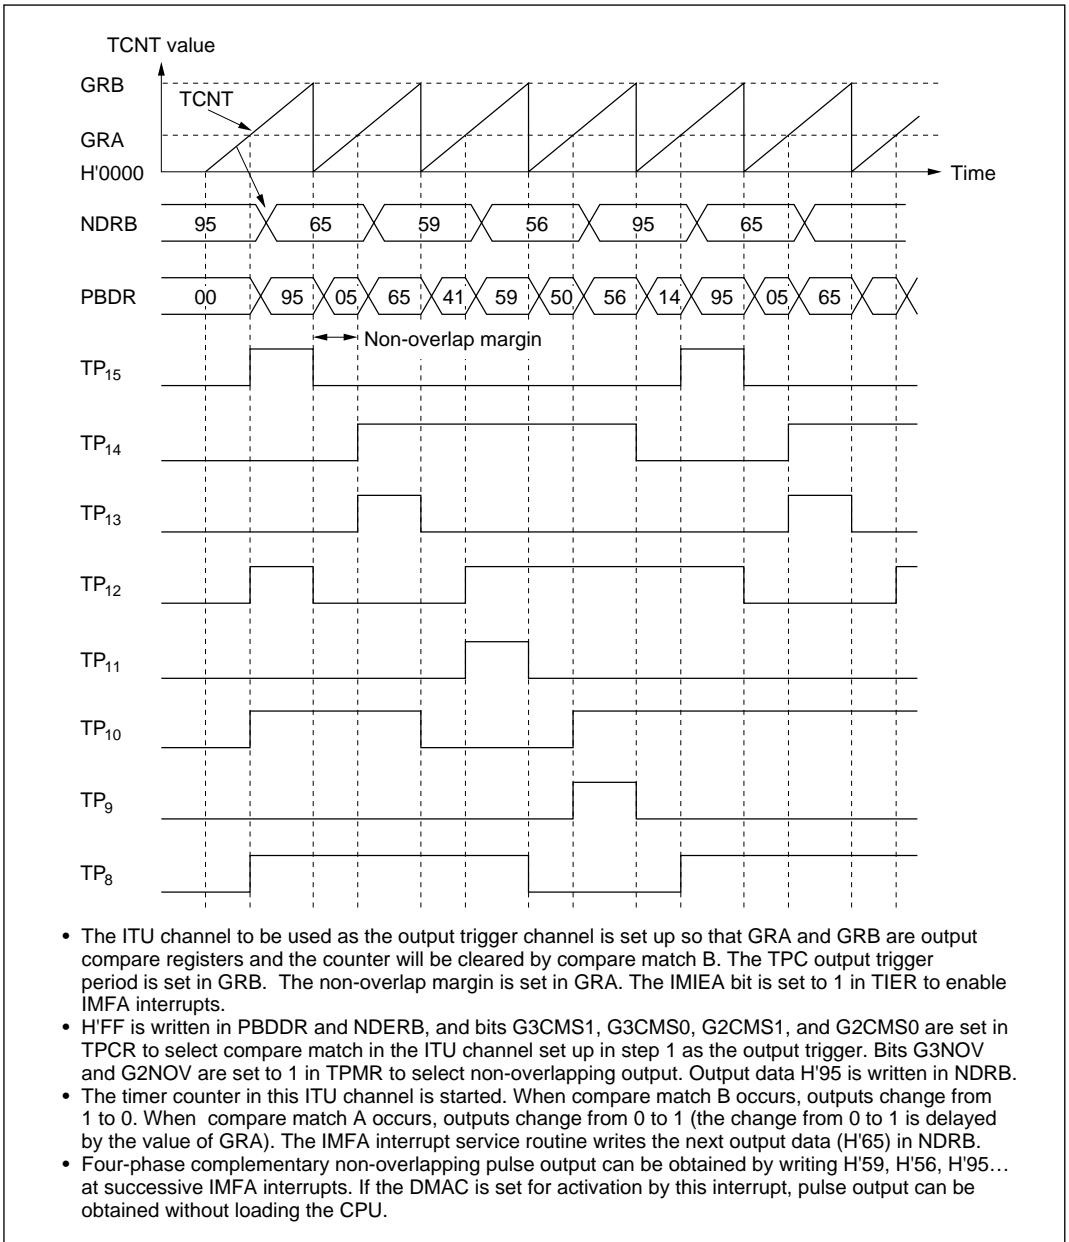 TCNT value
GRB
TCNT
GRA
H'0000
Time
NDRB 95 65 59 56 95 65
PBDR 00 95 05 65 41 59 50 56 14 95 05 65
Non-overlap margin
TP15
TP14
TP13
TP12
TP11
TP10
TP9
TP8
• The ITU channel to be used as the output trigger channel is set up so that GRA and GRB are output
compare registers and the counter will be cleared by compare match B. The TPC output trigger
period is set in GRB.  The non-overlap margin is set in GRA. The IMIEA bit is set to 1 in TIER to enable
IMFA interrupts.
• H'FF is written in PBDDR and NDERB, and bits G3CMS1, G3CMS0, G2CMS1, and G2CMS0 are set in
TPCR to select compare match in the ITU channel set up in step 1 as the output trigger. Bits G3NOV
and G2NOV are set to 1 in TPMR to select non-overlapping output. Output data H'95 is written in NDRB.
• The timer counter in this ITU channel is started. When compare match B occurs, outputs change from
1 to 0. When  compare match A occurs, outputs change from 0 to 1 (the change from 0 to 1 is delayed
by the value of GRA). The IMFA interrupt service routine writes the next output data (H'65) in NDRB.
• Four-phase complementary non-overlapping pulse output can be obtained by writing H'59, H'56, H'95…
at successive IMFA interrupts. If the DMAC is set for activation by this interrupt, pulse output can be
obtained without loading the CPU.